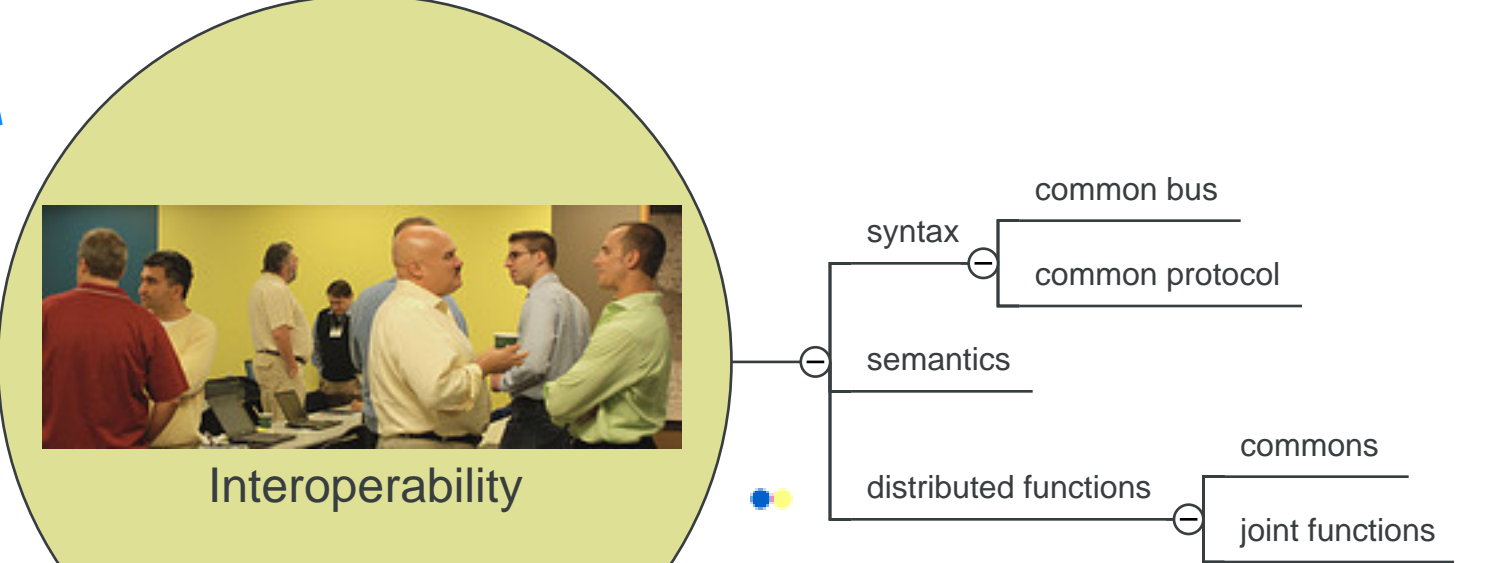 Interoperability
syntax
common bus
common protocol
semantics
distributed functions
commons
joint functions